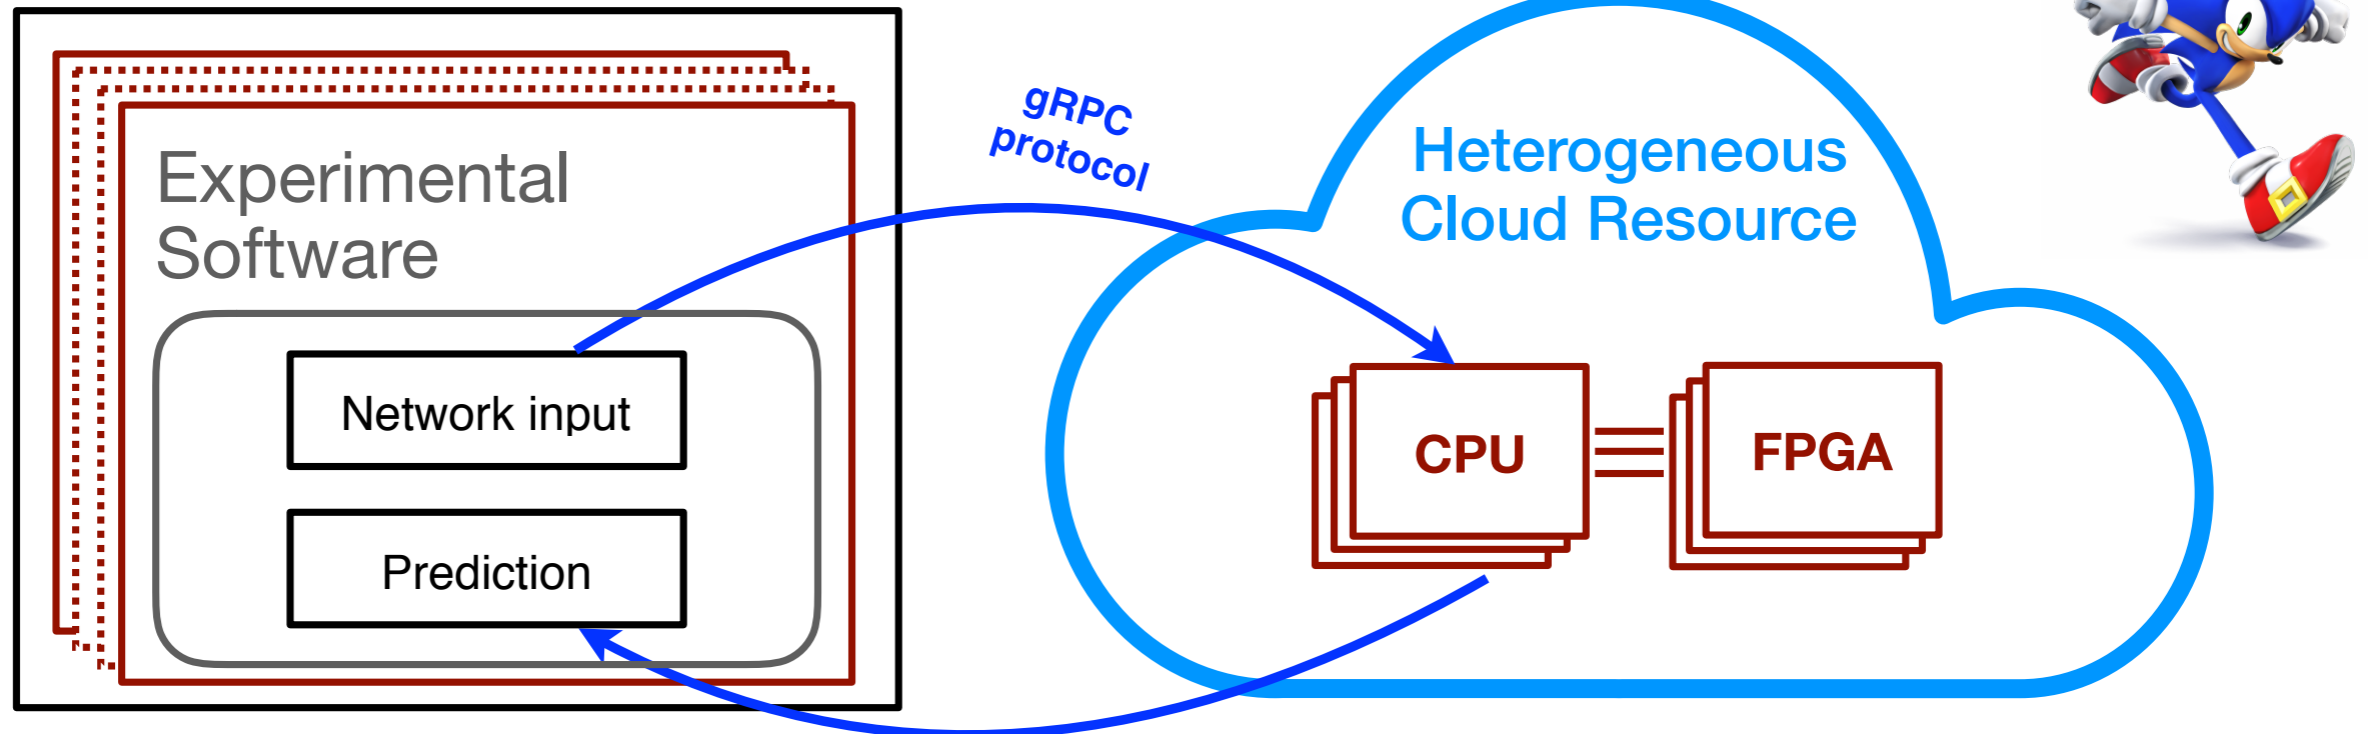 Experimental
Software
Network input
Prediction
gRPC
protocol
Heterogeneous
Cloud Resource
CPU
FPGA